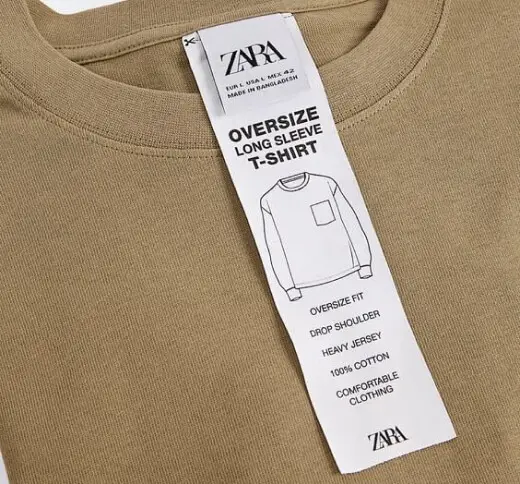 ZARA
EUR L USA L MEX 42
MADE IN BANGLADESH
OVERSIZE
LONG SLEEVE
T-SHIRT
OVERSIZE FIT
DROP SHOULDER
HEAVY JERSEY
100% COTTON
COMFORTABLE
CLOTHING
ZARA